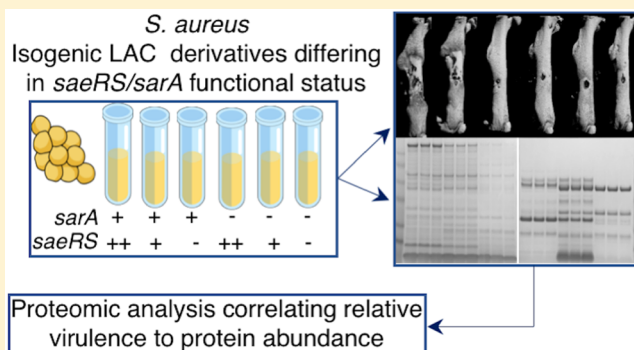 S. aureus
Isogenic LAC derivatives differing
in saeRS/sarA functional status
sarA + + + - - -
saeRS ++ + - ++ + -
Proteomic analysis correlating relative
virulence to protein abundance